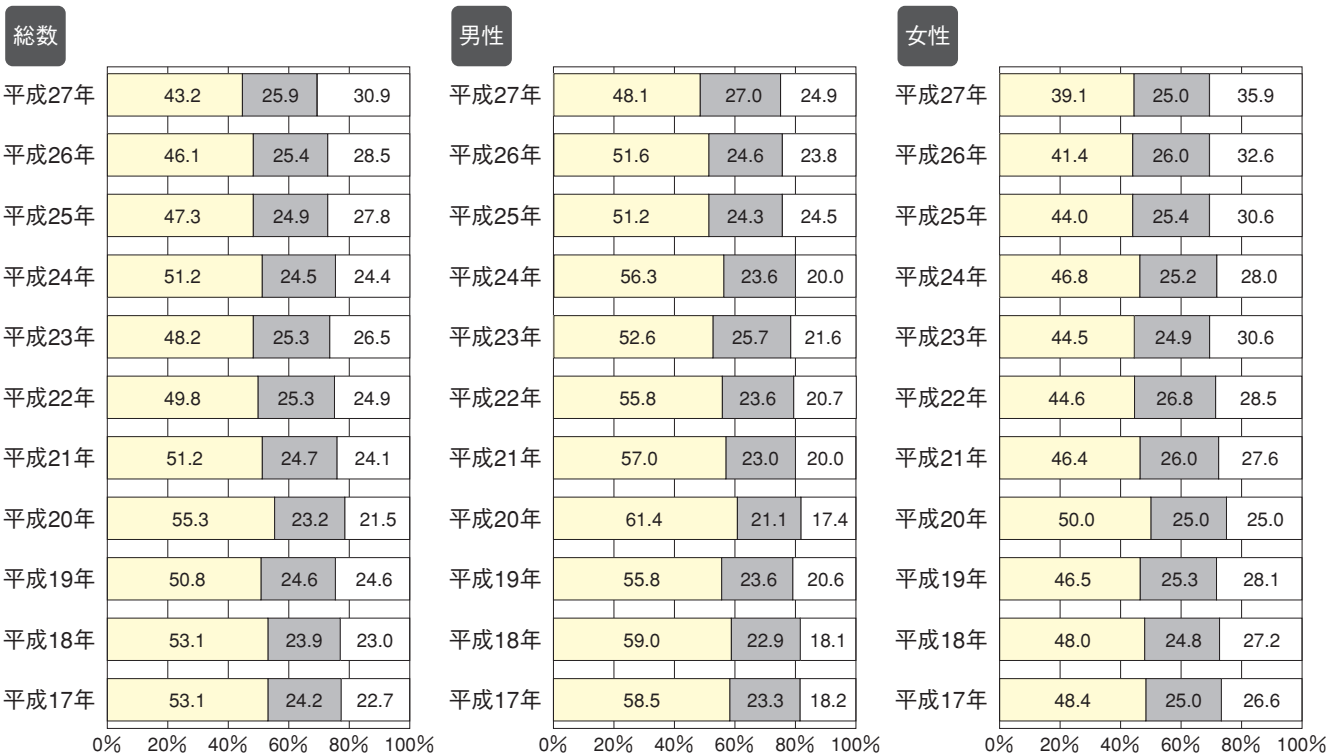 総数 男性 女性
平成27年 43.2 25.9 30.9 平成27年 48.1 27.0 24.9 平成27年 39.1 25.0 35.9
平成26年 46.1 25.4 28.5 平成26年 51.6 24.6 23.8 平成26年 41.4 26.0 32.6
平成25年 47.3 24.9 27.8 平成25年 51.2 24.3 24.5 平成25年 44.0 25.4 30.6
平成24年 51.2 24.5 24.4 平成24年 56.3 23.6 20.0 平成24年 46.8 25.2 28.0
平成23年 48.2 25.3 26.5 平成23年 52.6 25.7 21.6 平成23年 44.5 24.9 30.6
平成22年 49.8 25.3 24.9 平成22年 55.8 23.6 20.7 平成22年 44.6 26.8 28.5
平成21年 51.2 24.7 24.1 平成21年 57.0 23.0 20.0 平成21年 46.4 26.0 27.6
平成20年 55.3 23.2 21.5 平成20年 61.4 21.1 17.4 平成20年 50.0 25.0 25.0
平成19年 50.8 24.6 24.6 平成19年 55.8 23.6 20.6 平成19年 46.5 25.3 28.1
平成18年 53.1 23.9 23.0 平成18年 59.0 22.9 18.1 平成18年 48.0 24.8 27.2
平成17年 53.1 24.2 22.7 平成17年 58.5 23.3 18.2 平成17年 48.4 25.0 26.6
0% 20% 40% 60% 80% 100% 0% 20% 40% 60% 80% 100% 0% 20% 40% 60% 80% 100%